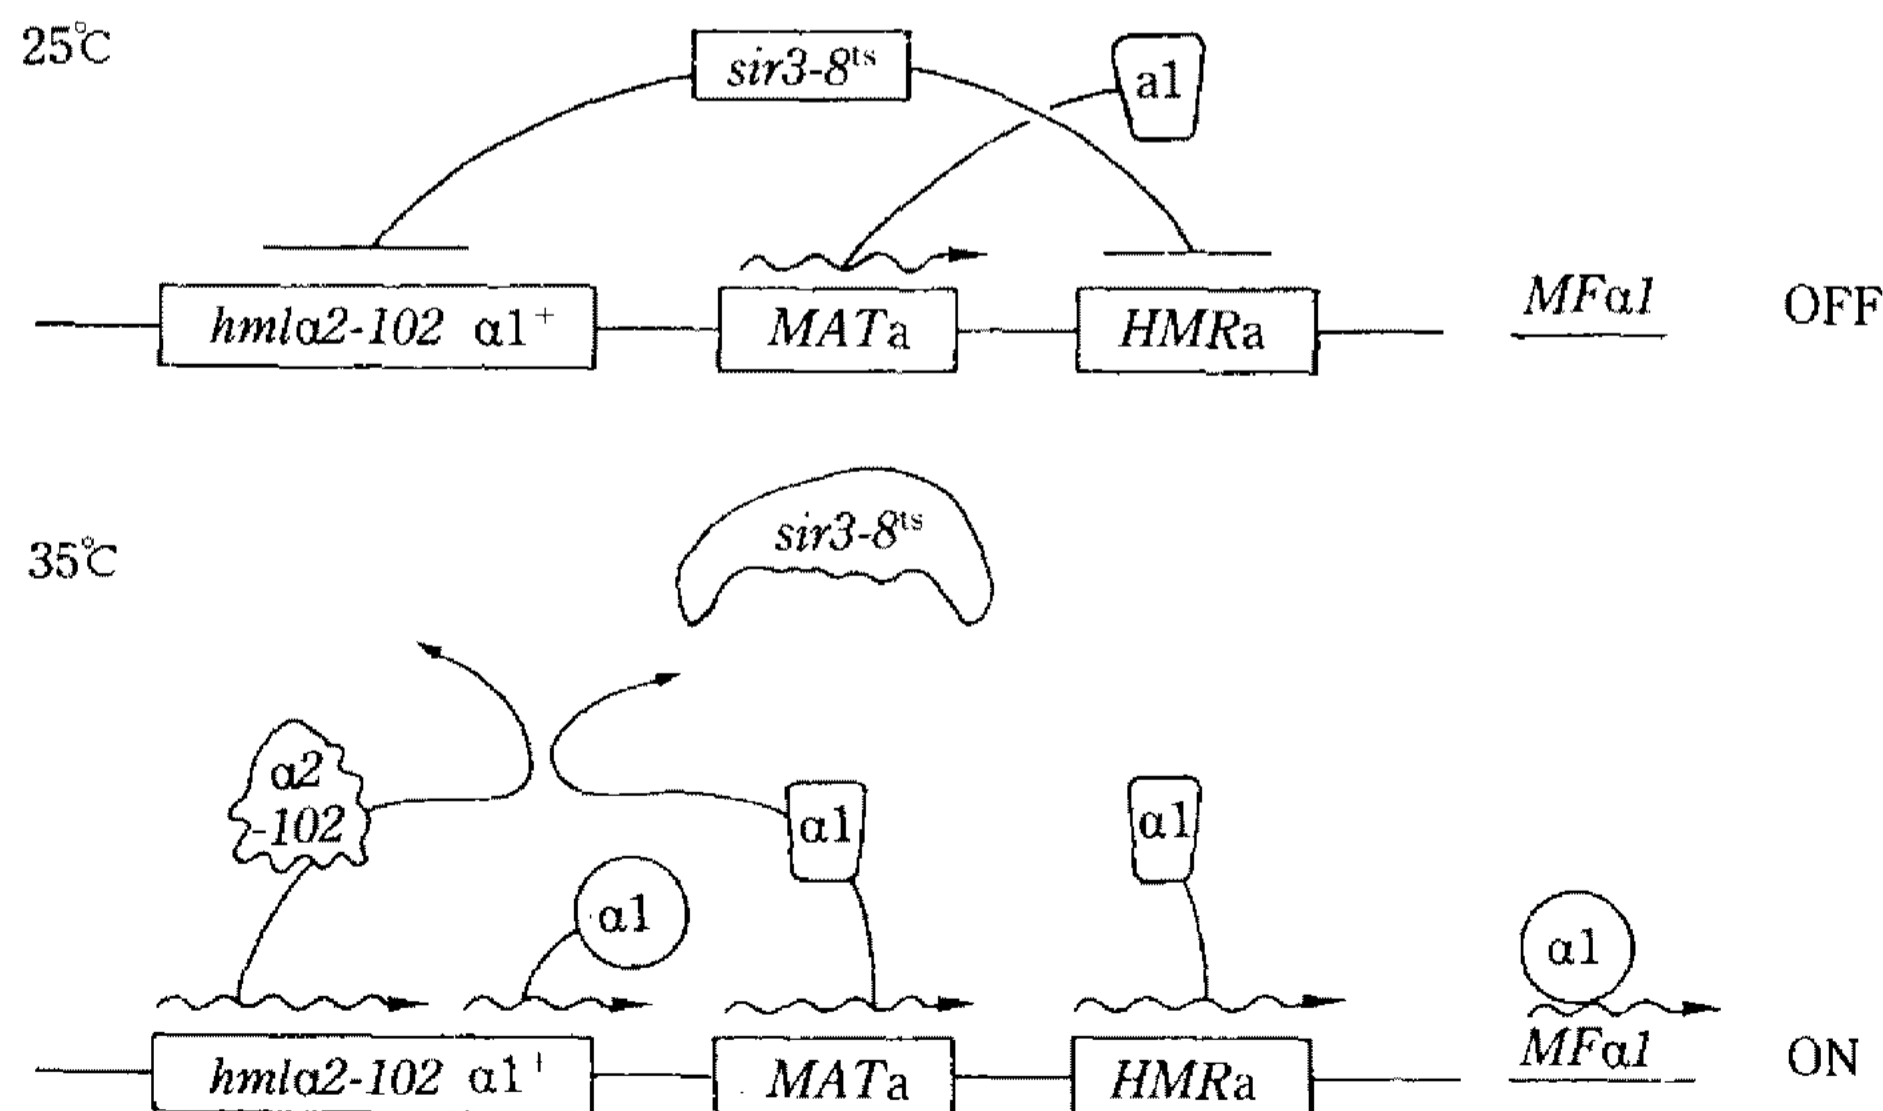 25℃
sir3-8ts
a1
hmlα2-102 α1+
MATa
HMRa
MFα1
OFF
35℃
sir3-8ts
α2
-102
α1
α1
α1
α1
hmlα2-102 α1+
MATa
HMRa
MFα1
ON